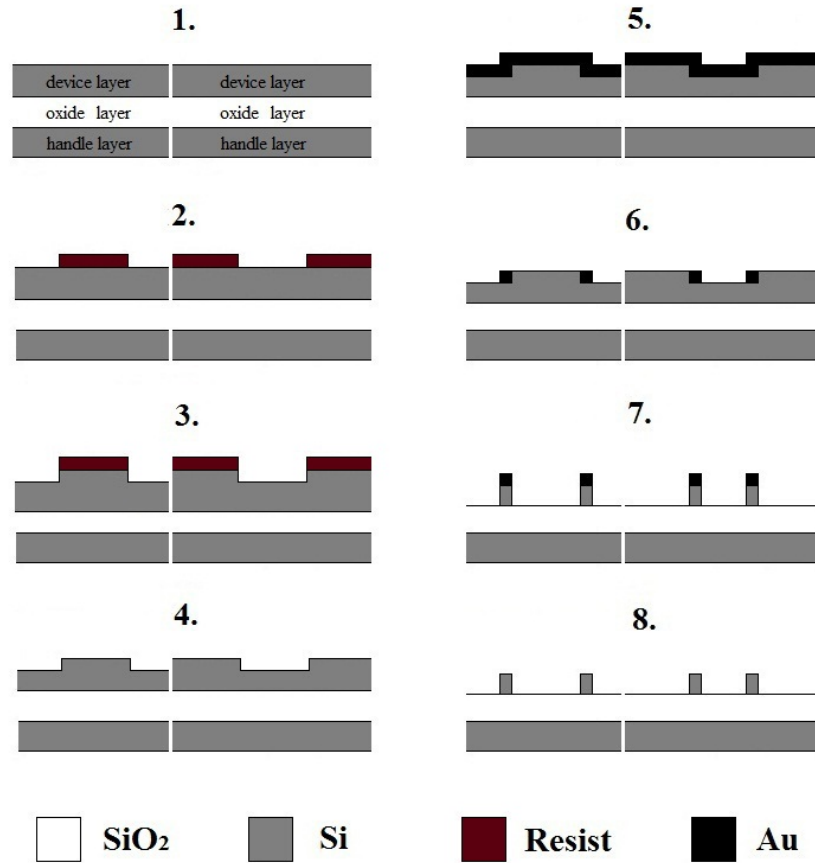 1.
device layer device layer
oxide layer oxide layer
handle layer handle layer
2.
3.
4.
5.
6.
7.
8.
SiO₂ Si Resist Au